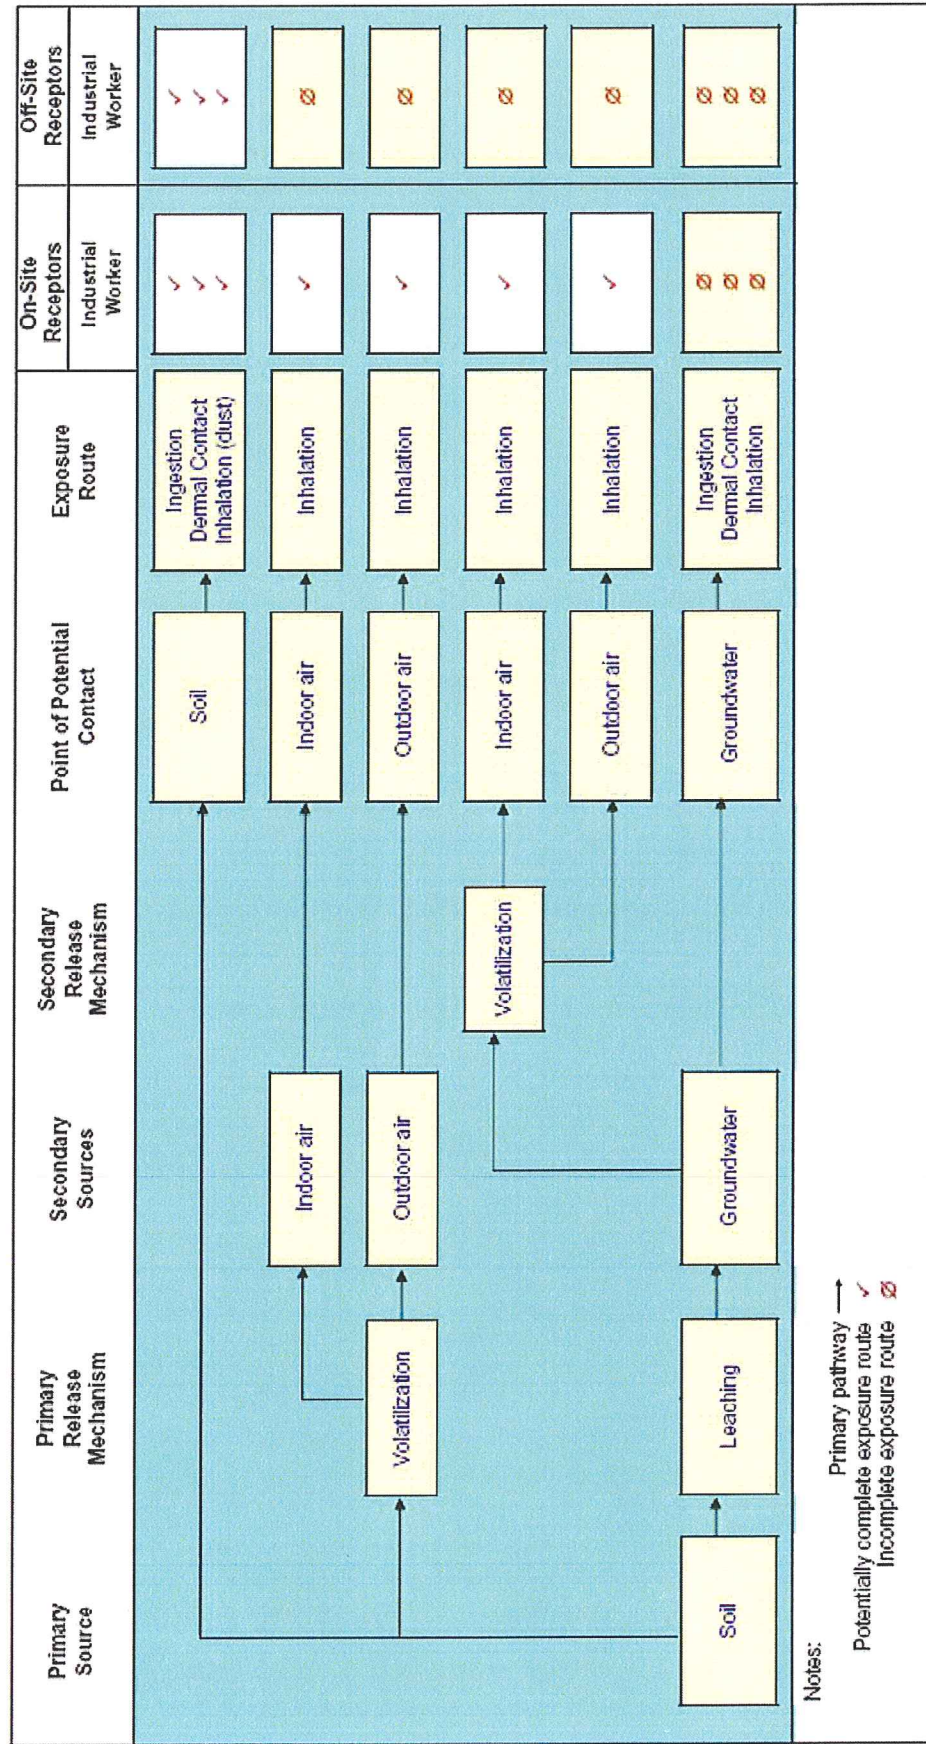 Primary
Source
Primary
Release
Mechanism
Secondary
Sources
Secondary
Release
Mechanism
Point of Potential
Contact
Exposure
Route
On-Site
Receptors
Industrial
Worker
Off-Site
Receptors
Industrial
Worker
Soil
Ingestion
Dermal Contact
Inhalation (dust)
✓
✓
✓
✓
✓
✓
Indoor air
Indoor air
Inhalation
✓
Ø
Volatilization
Outdoor air
Outdoor air
Inhalation
✓
Ø
Volatilization
Indoor air
Inhalation
✓
Ø
Outdoor air
Inhalation
✓
Ø
Soil
Leaching
Groundwater
Groundwater
Ingestion
Dermal Contact
Inhalation
Ø
Ø
Ø
Ø
Ø
Ø
Notes:
Primary pathway →
Potentially complete exposure route ✓
Incomplete exposure route Ø